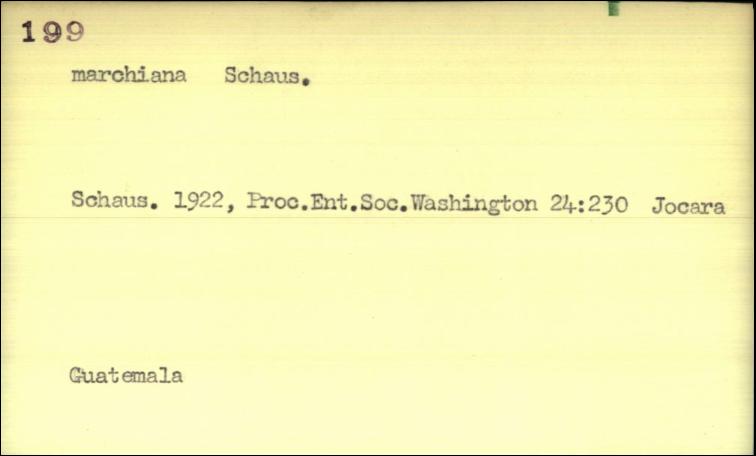 199
marchiana Schaus.
Schaus. 1922, Proc.Ent.Soc.Washington 24:230 Jocara
Guatemala